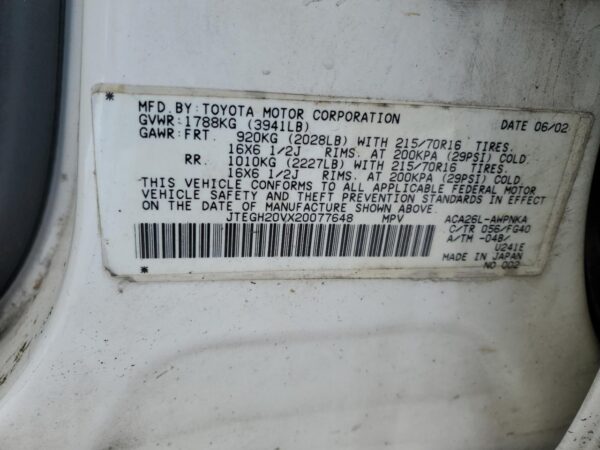 MFD.BY:TOYOTA MOTOR CORPORATION DATE 06/02
GVWR:1788KG (3941LB)
GAWR:FRT. 920KG (2028LB) WITH 215/70R16 TIRES.
16X6 1/2J RIMS. AT 200KPA (29PSI) COLD
RR. 1010KG (2227LB) WITH 215/70R16 TIRES.
16X6 1/2J RIMS. AT 200KPA (29PSI) COLD
THIS VEHICLE CONFORMS TO ALL APPLICABLE FEDERAL MOTOR
VEHICLE SAFETY AND THEFT PREVENTION STANDARDS IN EFFECT
ON THE DATE OF MANUFACTURE SHOWN ABOVE.
JTEGH20VX20077648 MPV ACA26L-AWPNKA
C/TR 056/FG40
A/TM -04B/
U241E
MADE IN JAPAN
NO 002